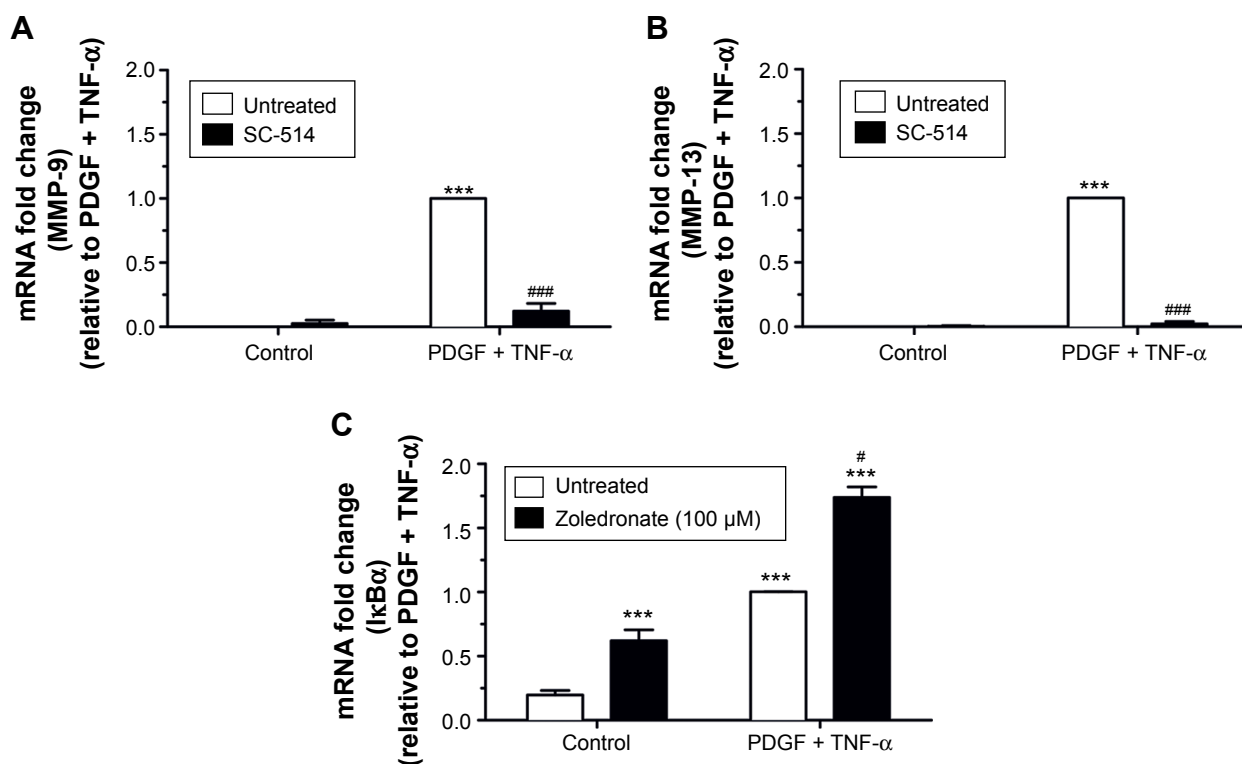 A
mRNA fold change
(MMP-9)
(relative to PDGF + TNF-α)
2.0
1.5
1.0
0.5
0.0
Untreated
SC-514
***
###
Control
PDGF + TNF-α
B
mRNA fold change
(MMP-13)
(relative to PDGF + TNF-α)
2.0
1.5
1.0
0.5
0.0
Untreated
SC-514
***
###
Control
PDGF + TNF-α
C
mRNA fold change
(IκBα)
(relative to PDGF + TNF-α)
2.0
1.5
1.0
0.5
0.0
Untreated
Zoledronate (100 µM)
***
***
#
***
Control
PDGF + TNF-α